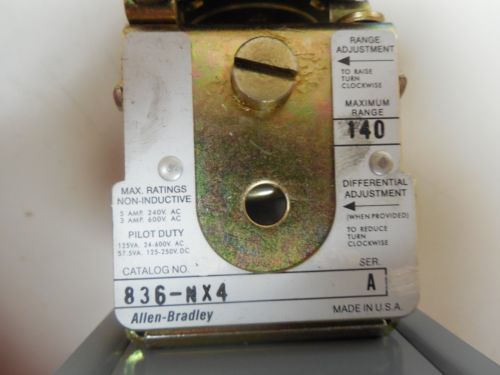 RANGE
ADJUSTMENT
TO RAISE
TURN
CLOCKWISE
MAXIMUM
RANGE
140
MAX. RATINGS
NON-INDUCTIVE
5 AMP. 240V. AC
3 AMP. 600V. AC
PILOT DUTY
125VA. 24-600V. AC
57.5VA. 125-250V. DC
DIFFERENTIAL
ADJUSTMENT
(WHEN PROVIDED)
TO REDUCE
TURN
CLOCKWISE
CATALOG NO. SER.
836-NX4 A
Allen-Bradley MADE IN U.S.A.